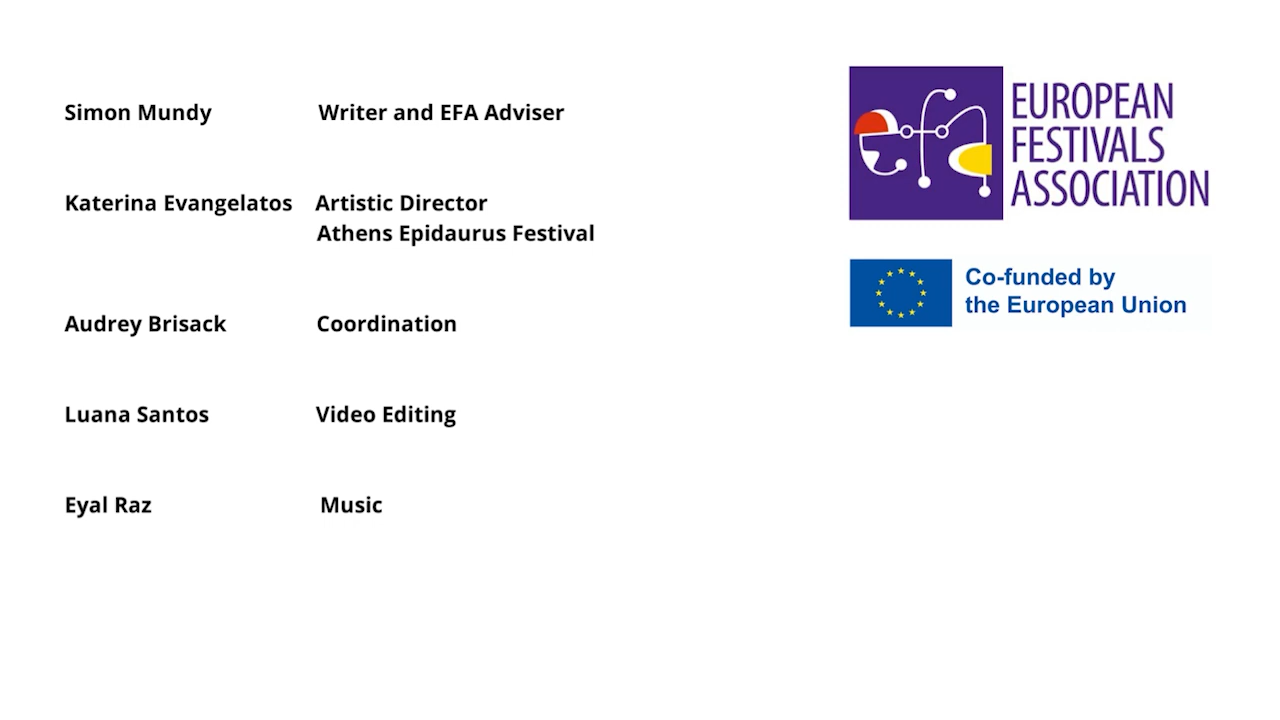 Simon Mundy Writer and EFA Adviser
Katerina Evangelatos Artistic Director
Athens Epidaurus Festival
Audrey Brisack Coordination
Luana Santos Video Editing
Eyal Raz Music
EUROPEAN
FESTIVALS
ASSOCIATION
Co-funded by
the European Union